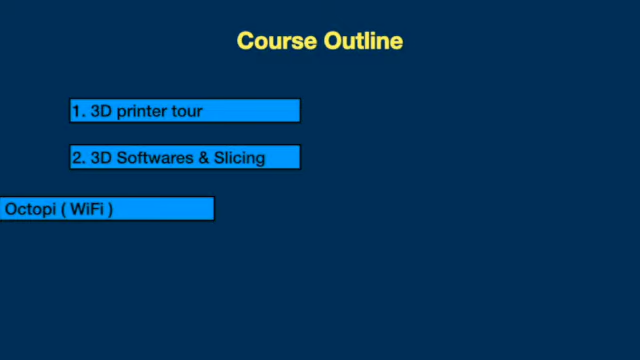 Course Outline
1. 3D printer tour
2. 3D Softwares & Slicing
Octopi ( WiFi )